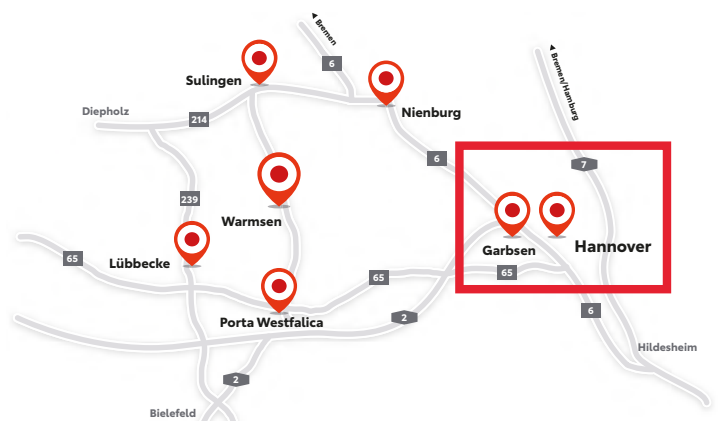 Bremen
6
Sulingen
Bremen/Hamburg
Nienburg
Diepholz
214
6
7
239
Warmsen
Garbsen
Hannover
65
Lübbecke
65
65
6
Porta Westfalica
2
Hildesheim
2
Bielefeld